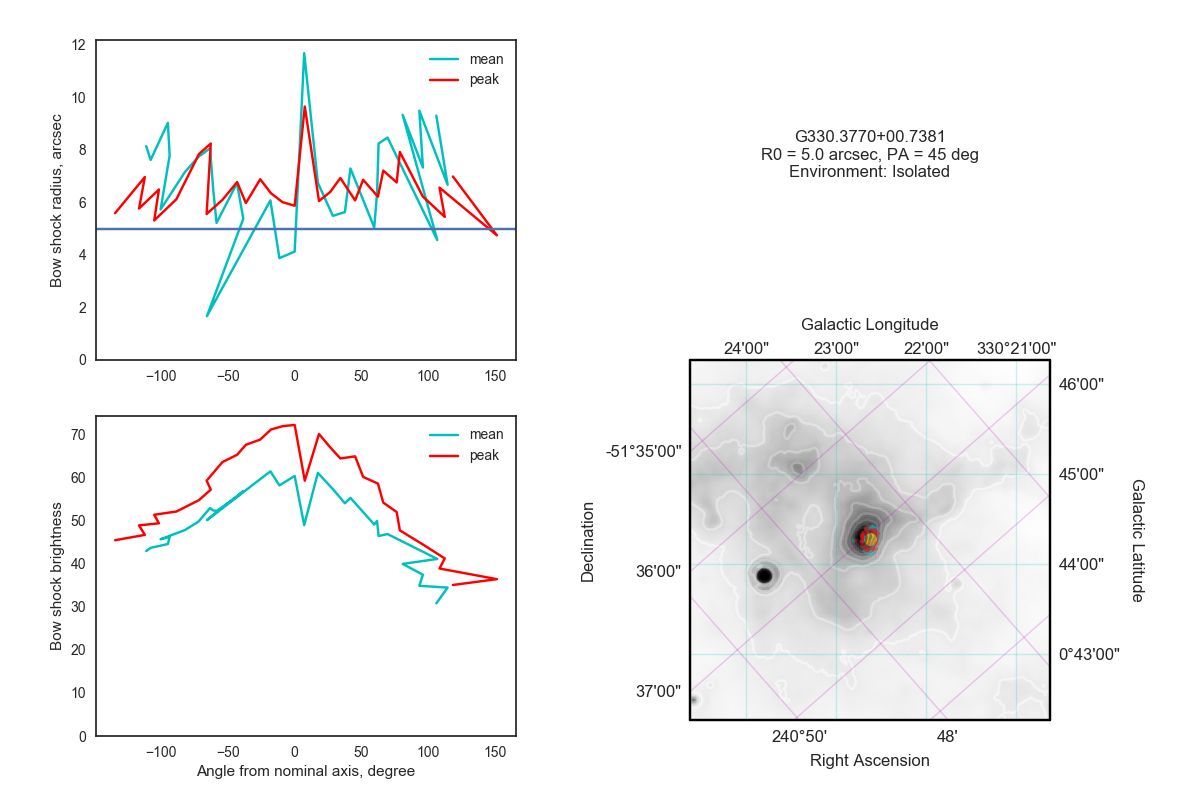 12
10
8
6
4
2
0
Bow shock radius, arcsec
mean
peak
−100
−50
0
50
100
150
70
60
50
40
30
20
10
0
Bow shock brightness
mean
peak
−100
−50
0
50
100
150
Angle from nominal axis, degree
G330.3770+00.7381
R0 = 5.0 arcsec, PA = 45 deg
Environment: Isolated
Galactic Longitude
24'00"
23'00"
22'00"
330°21'00"
-51°35'00"
36'00"
37'00"
Declination
46'00"
45'00"
44'00"
0°43'00"
Galactic Latitude
240°50'
48'
Right Ascension